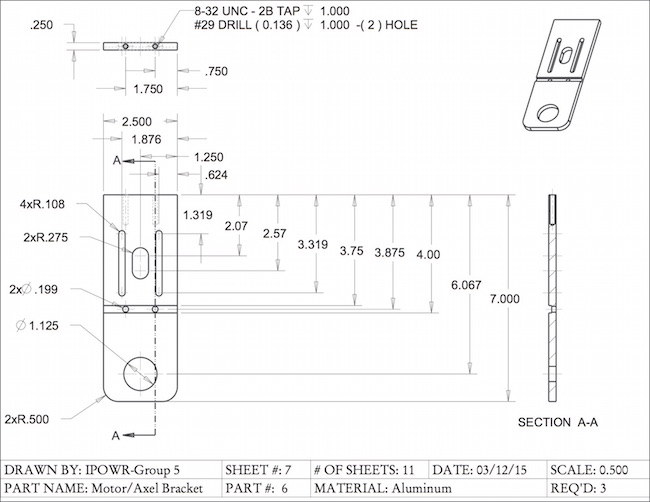 8-32 UNC - 2B TAP ↧ 1.000
#29 DRILL ( 0.136 ) ↧ 1.000 -( 2 ) HOLE
.250
.750
1.750
2.500
1.876
A
1.250
.624
4xR.108
1.319
2.07
2.57
3.319
3.75
3.875
4.00
6.067
7.000
2xR.275
2x∅ .199
∅ 1.125
2xR.500
A
SECTION A-A
DRAWN BY: IPOWR-Group 5 SHEET #: 7 # OF SHEETS: 11 DATE: 03/12/15 SCALE: 0.500
PART NAME: Motor/Axel Bracket PART #: 6 MATERIAL: Aluminum REQ'D: 3